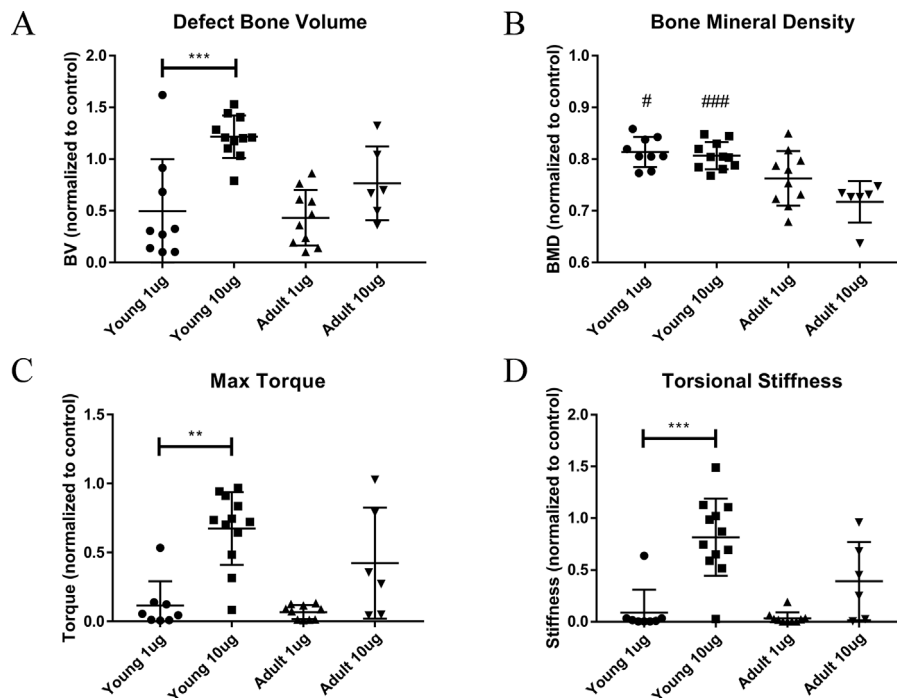 A
Defect Bone Volume
BV (normalized to control)
2.0
1.5
1.0
0.5
0.0
***
Young 1ug
Young 10ug
Adult 1ug
Adult 10ug
B
Bone Mineral Density
BMD (normalized to control)
1.0
0.9
0.8
0.7
0.6
#
###
Young 1ug
Young 10ug
Adult 1ug
Adult 10ug
C
Max Torque
Torque (normalized to control)
1.5
1.0
0.5
0.0
**
Young 1ug
Young 10ug
Adult 1ug
Adult 10ug
D
Torsional Stiffness
Stiffness (normalized to control)
2.0
1.5
1.0
0.5
0.0
***
Young 1ug
Young 10ug
Adult 1ug
Adult 10ug